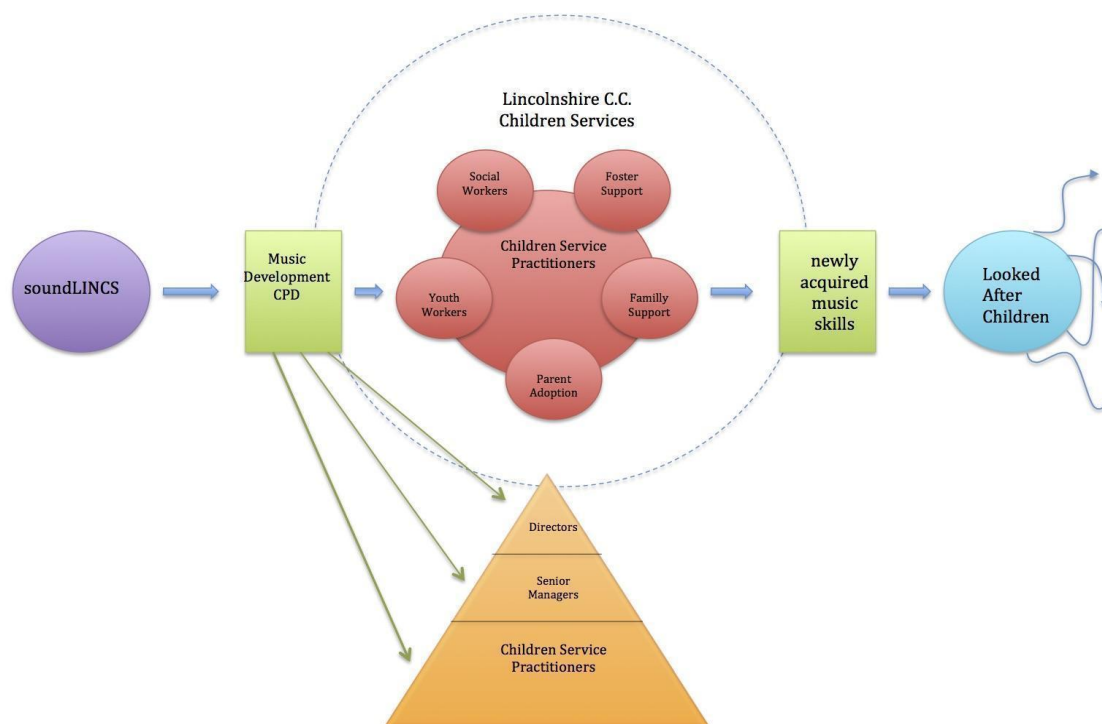 Lincolnshire C.C.
Children Services
Social
Workers
Foster
Support
Children Service
Practitioners
Youth
Workers
Familly
Support
Parent
Adoption
soundLINCS
Music
Development
CPD
newly
acquired
music
skills
Looked
After
Children
Directors
Senior
Managers
Children Service
Practitioners